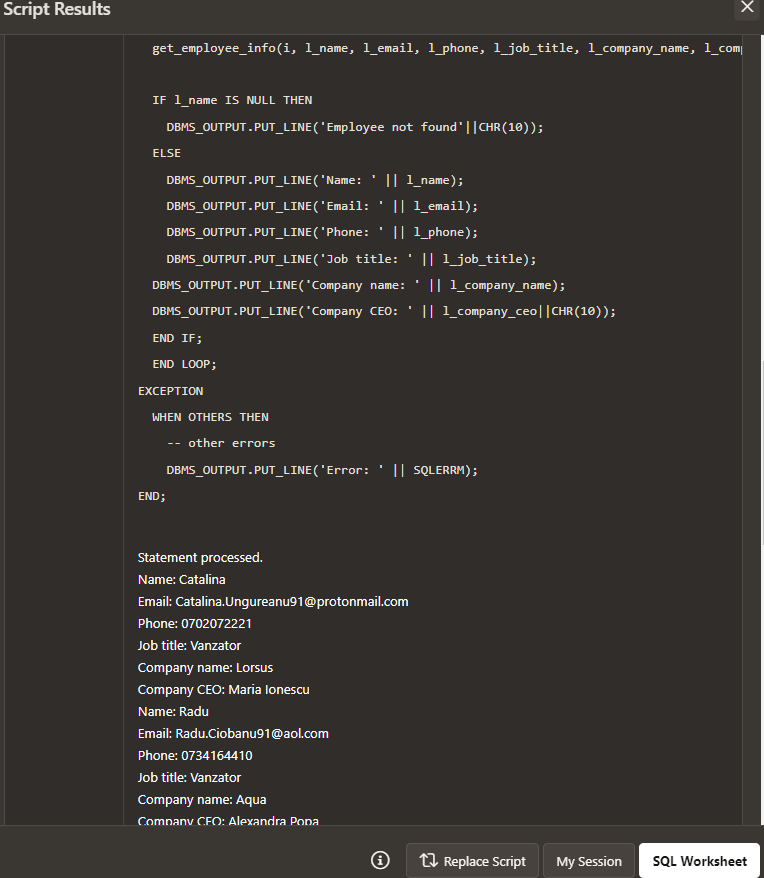 Script Results
get_employee_info(i, l_name, l_email, l_phone, l_job_title, l_company_name,
IF l_name IS NULL THEN
DBMS_OUTPUT.PUT_LINE('Employee not found'||CHR(10));
ELSE
DBMS_OUTPUT.PUT_LINE('Name: ' || l_name);
DBMS_OUTPUT.PUT_LINE('Email: ' || l_email);
DBMS_OUTPUT.PUT_LINE('Phone: ' || l_phone);
DBMS_OUTPUT.PUT_LINE('Job title: ' || l_job_title);
DBMS_OUTPUT.PUT_LINE('Company name: ' || l_company_name);
DBMS_OUTPUT.PUT_LINE('Company CEO: ' || l_company_ceo||CHR(10));
END IF;
END LOOP;
EXCEPTION
WHEN OTHERS THEN
-- other errors
DBMS_OUTPUT.PUT_LINE('Error: ' || SQLERRM);
END;
Statement processed.
Name: Catalina
Email: Catalina.Ungureanu91@protonmail.com
Phone: 0702072221
Job title: Vanzator
Company name: Lorsus
Company CEO: Maria Ionescu
Name: Radu
Email: Radu.Ciobanu91@aol.com
Phone: 0734164410
Job title: Vanzator
Company name: Aqua
Company CEO: Alexandra Popa
Replace Script
My Session
SQL Worksheet